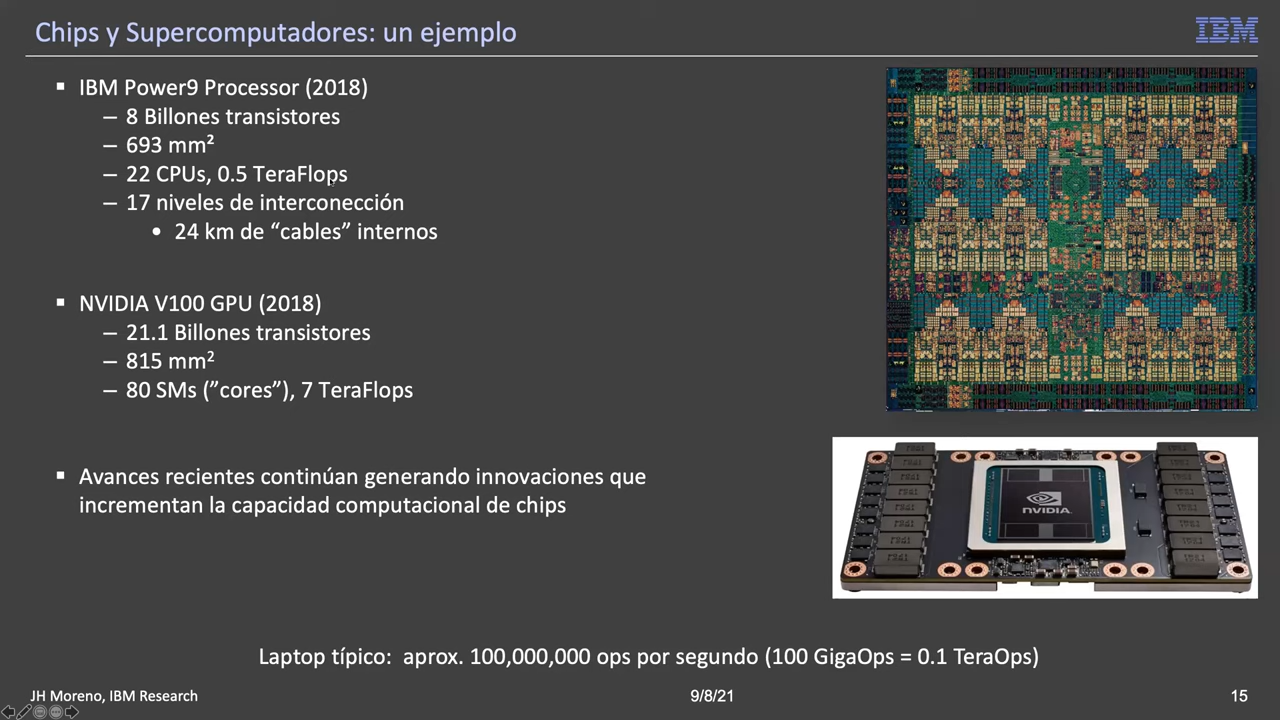 Chips y Supercomputadores: un ejemplo
IBM
▪ IBM Power9 Processor (2018)
– 8 Billones transistores
– 693 mm²
– 22 CPUs, 0.5 TeraFlops
– 17 niveles de interconección
• 24 km de “cables” internos
▪ NVIDIA V100 GPU (2018)
– 21.1 Billones transistores
– 815 mm²
– 80 SMs (”cores”), 7 TeraFlops
▪ Avances recientes continúan generando innovaciones que
incrementan la capacidad computacional de chips
NVIDIA.
Laptop típico: aprox. 100,000,000 ops por segundo (100 GigaOps = 0.1 TeraOps)
JH Moreno, IBM Research
9/8/21
15